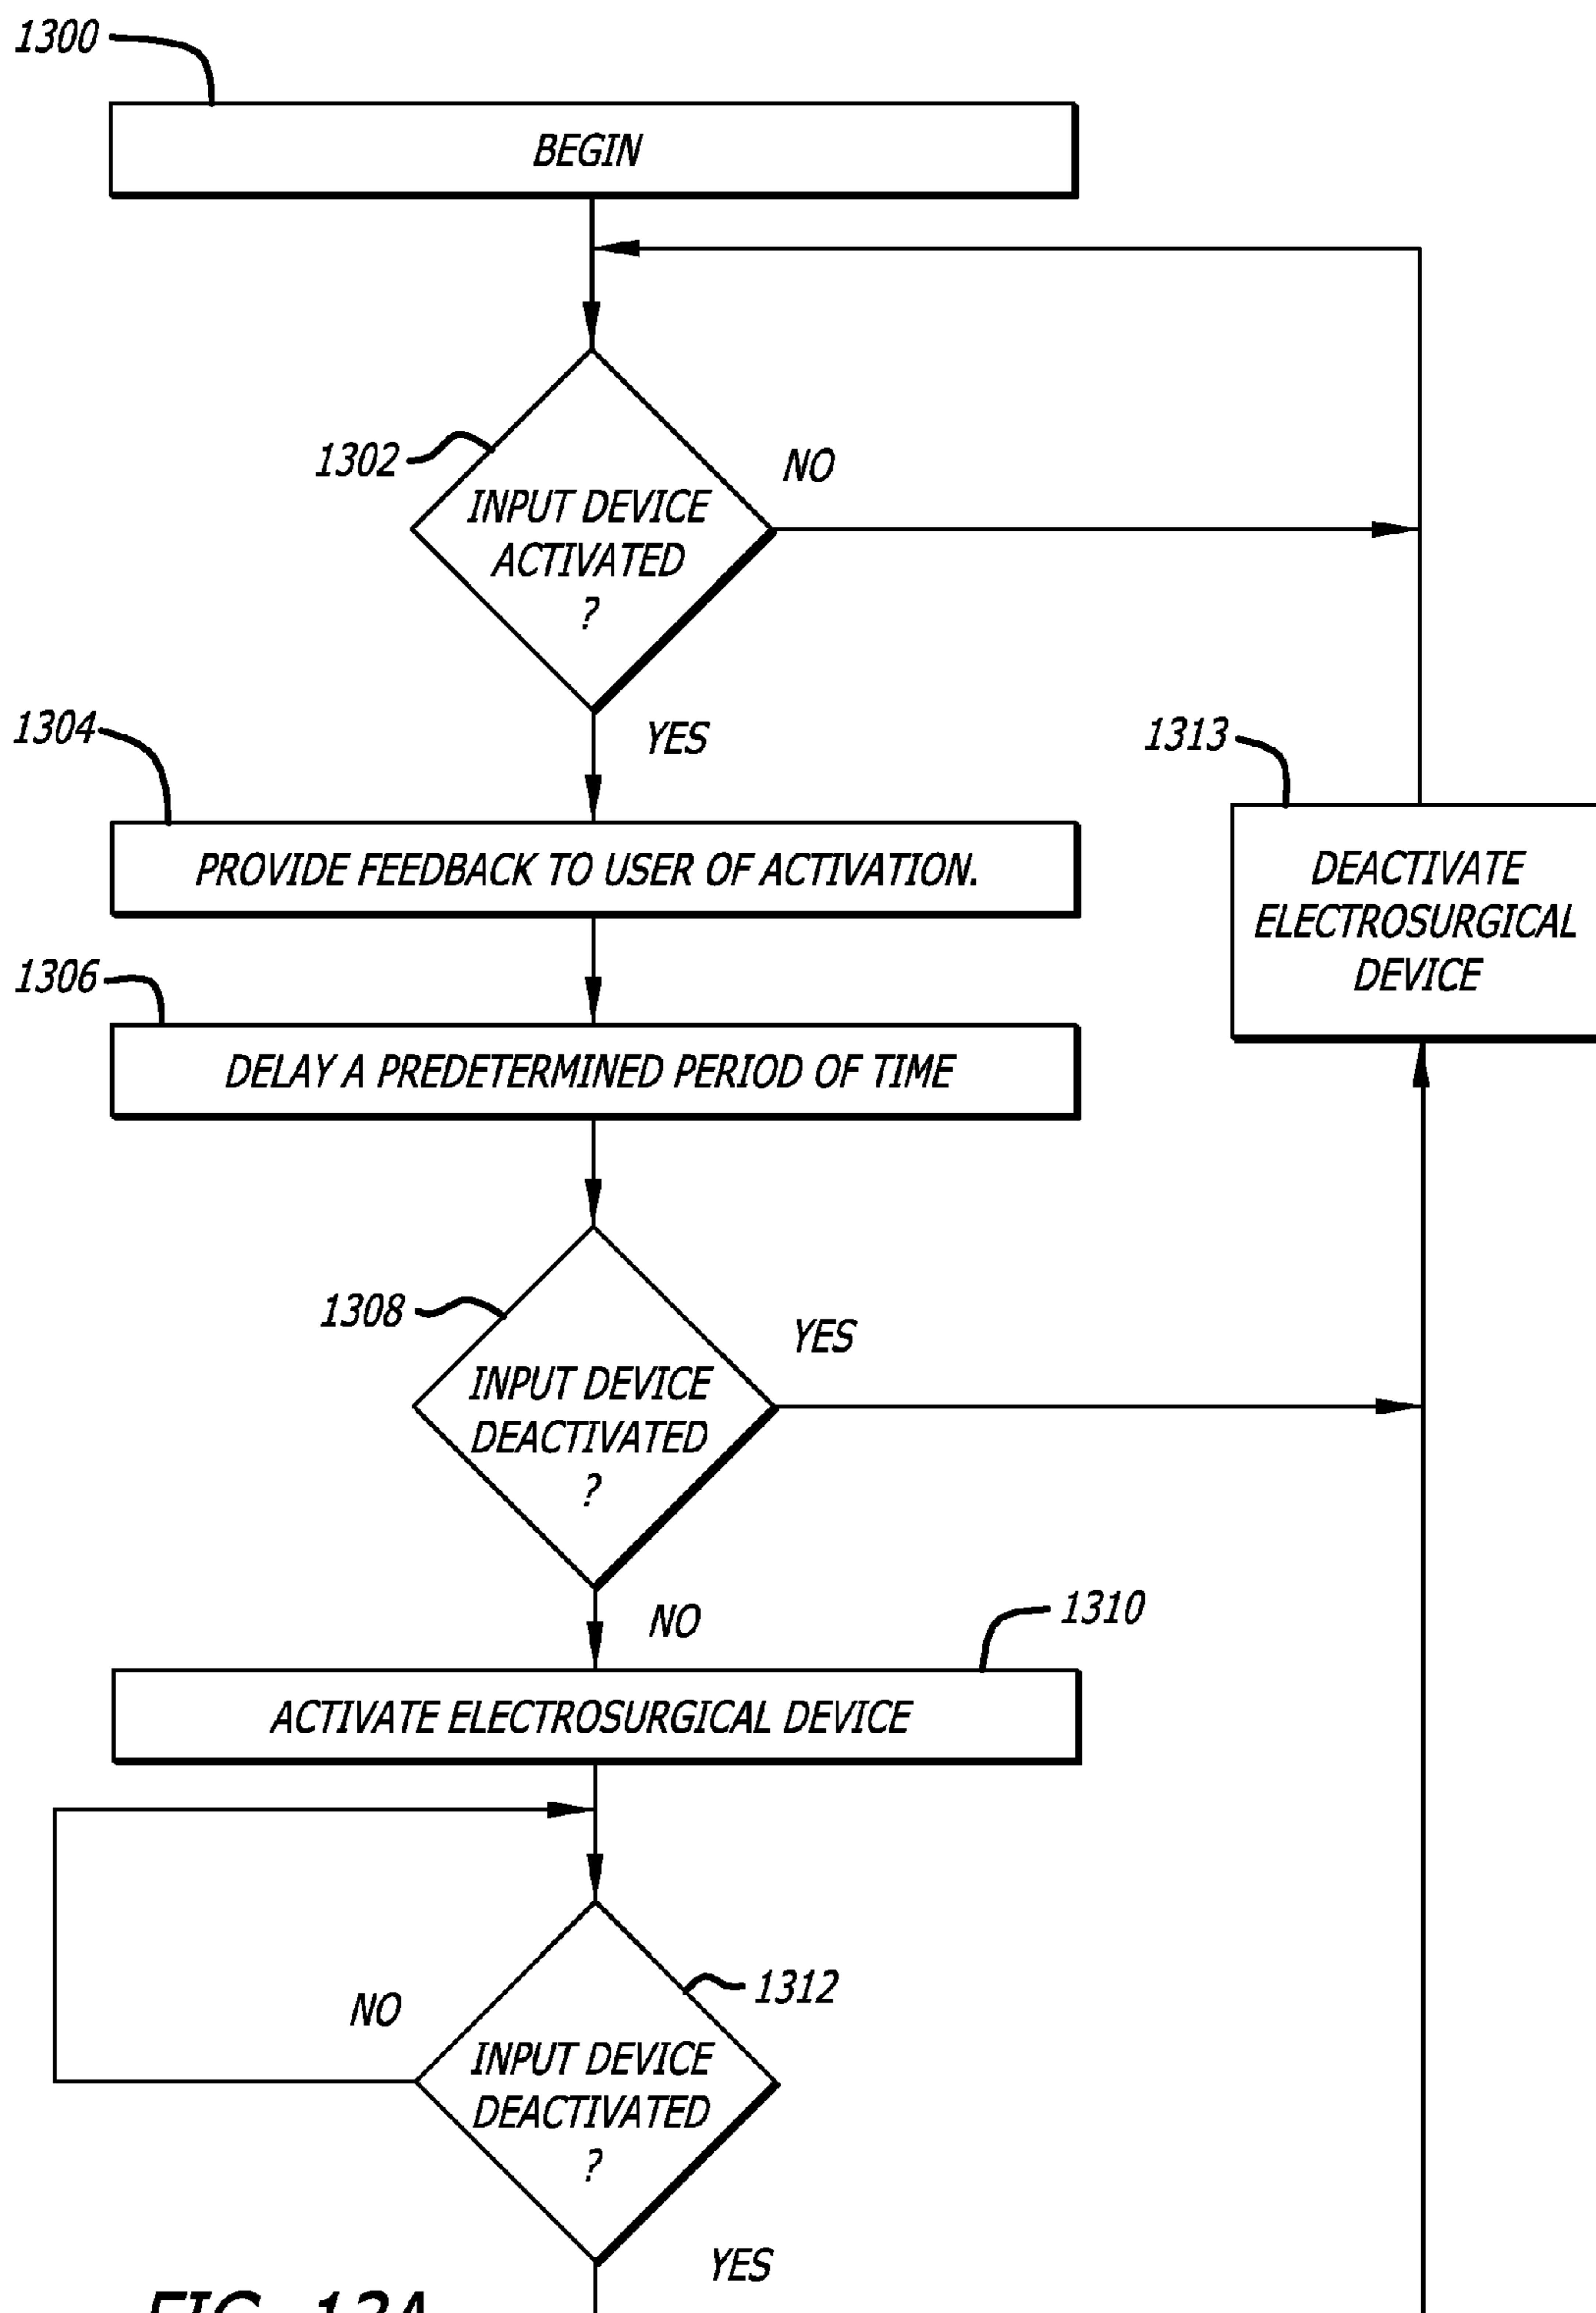 1300
BEGIN
1302
NO
INPUT DEVICE
ACTIVATED
?
YES
1304
PROVIDE FEEDBACK TO USER OF ACTIVATION.
1313
DEACTIVATE
ELECTROSURGICAL
DEVICE
1306
DELAY A PREDETERMINED PERIOD OF TIME
1308
YES
INPUT DEVICE
DEACTIVATED
?
NO
1310
ACTIVATE ELECTROSURGICAL DEVICE
1312
NO
INPUT DEVICE
DEACTIVATED
?
YES
FIG. 13A